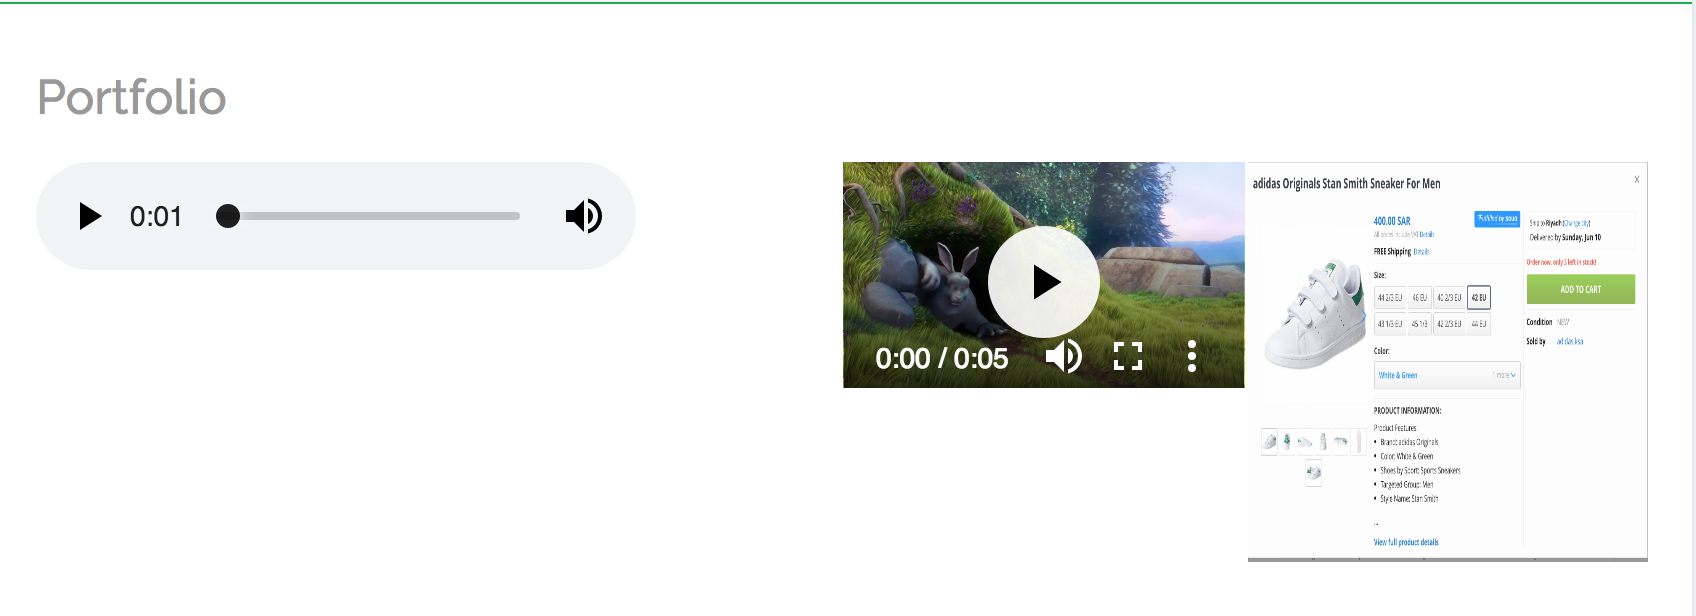 Portfolio
0:01
0:00 / 0:05
adidas Originals Stan Smith Sneaker For Men
X
400.00 SAR
Fulfilled by souq
All prices include VAT Details
FREE Shipping Details
Size:
44 2/3 EU
46 EU
40 2/3 EU
42 EU
43 1/3 EU
45 1/3
42 2/3 EU
44 EU
Color:
White & Green
1 more
PRODUCT INFORMATION:
Product Features:
• Brand: adidas Originals
• Color: White & Green
• Shoes by Sport: Sports Sneakers
• Targeted Group: Men
• Style Name: Stan Smith
...
View full product details
Ship to Riyadh (Change city)
Delivered by Sunday, Jun 10
Order now, only 3 left in stock!
ADD TO CART
Condition NEW
Sold by adidas ksa